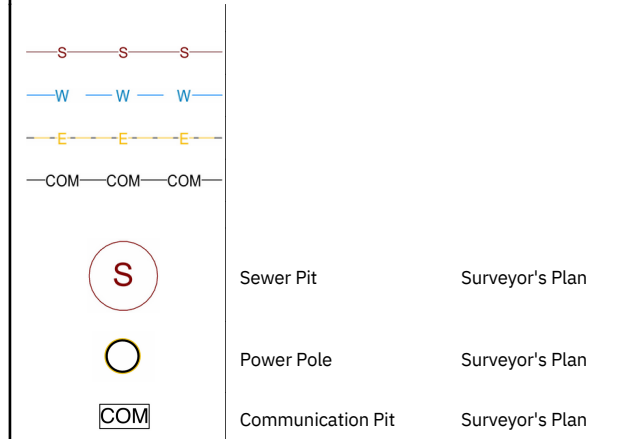 S S S
W W W
E E E
COM COM COM
S Sewer Pit Surveyor's Plan
Power Pole Surveyor's Plan
COM Communication Pit Surveyor's Plan